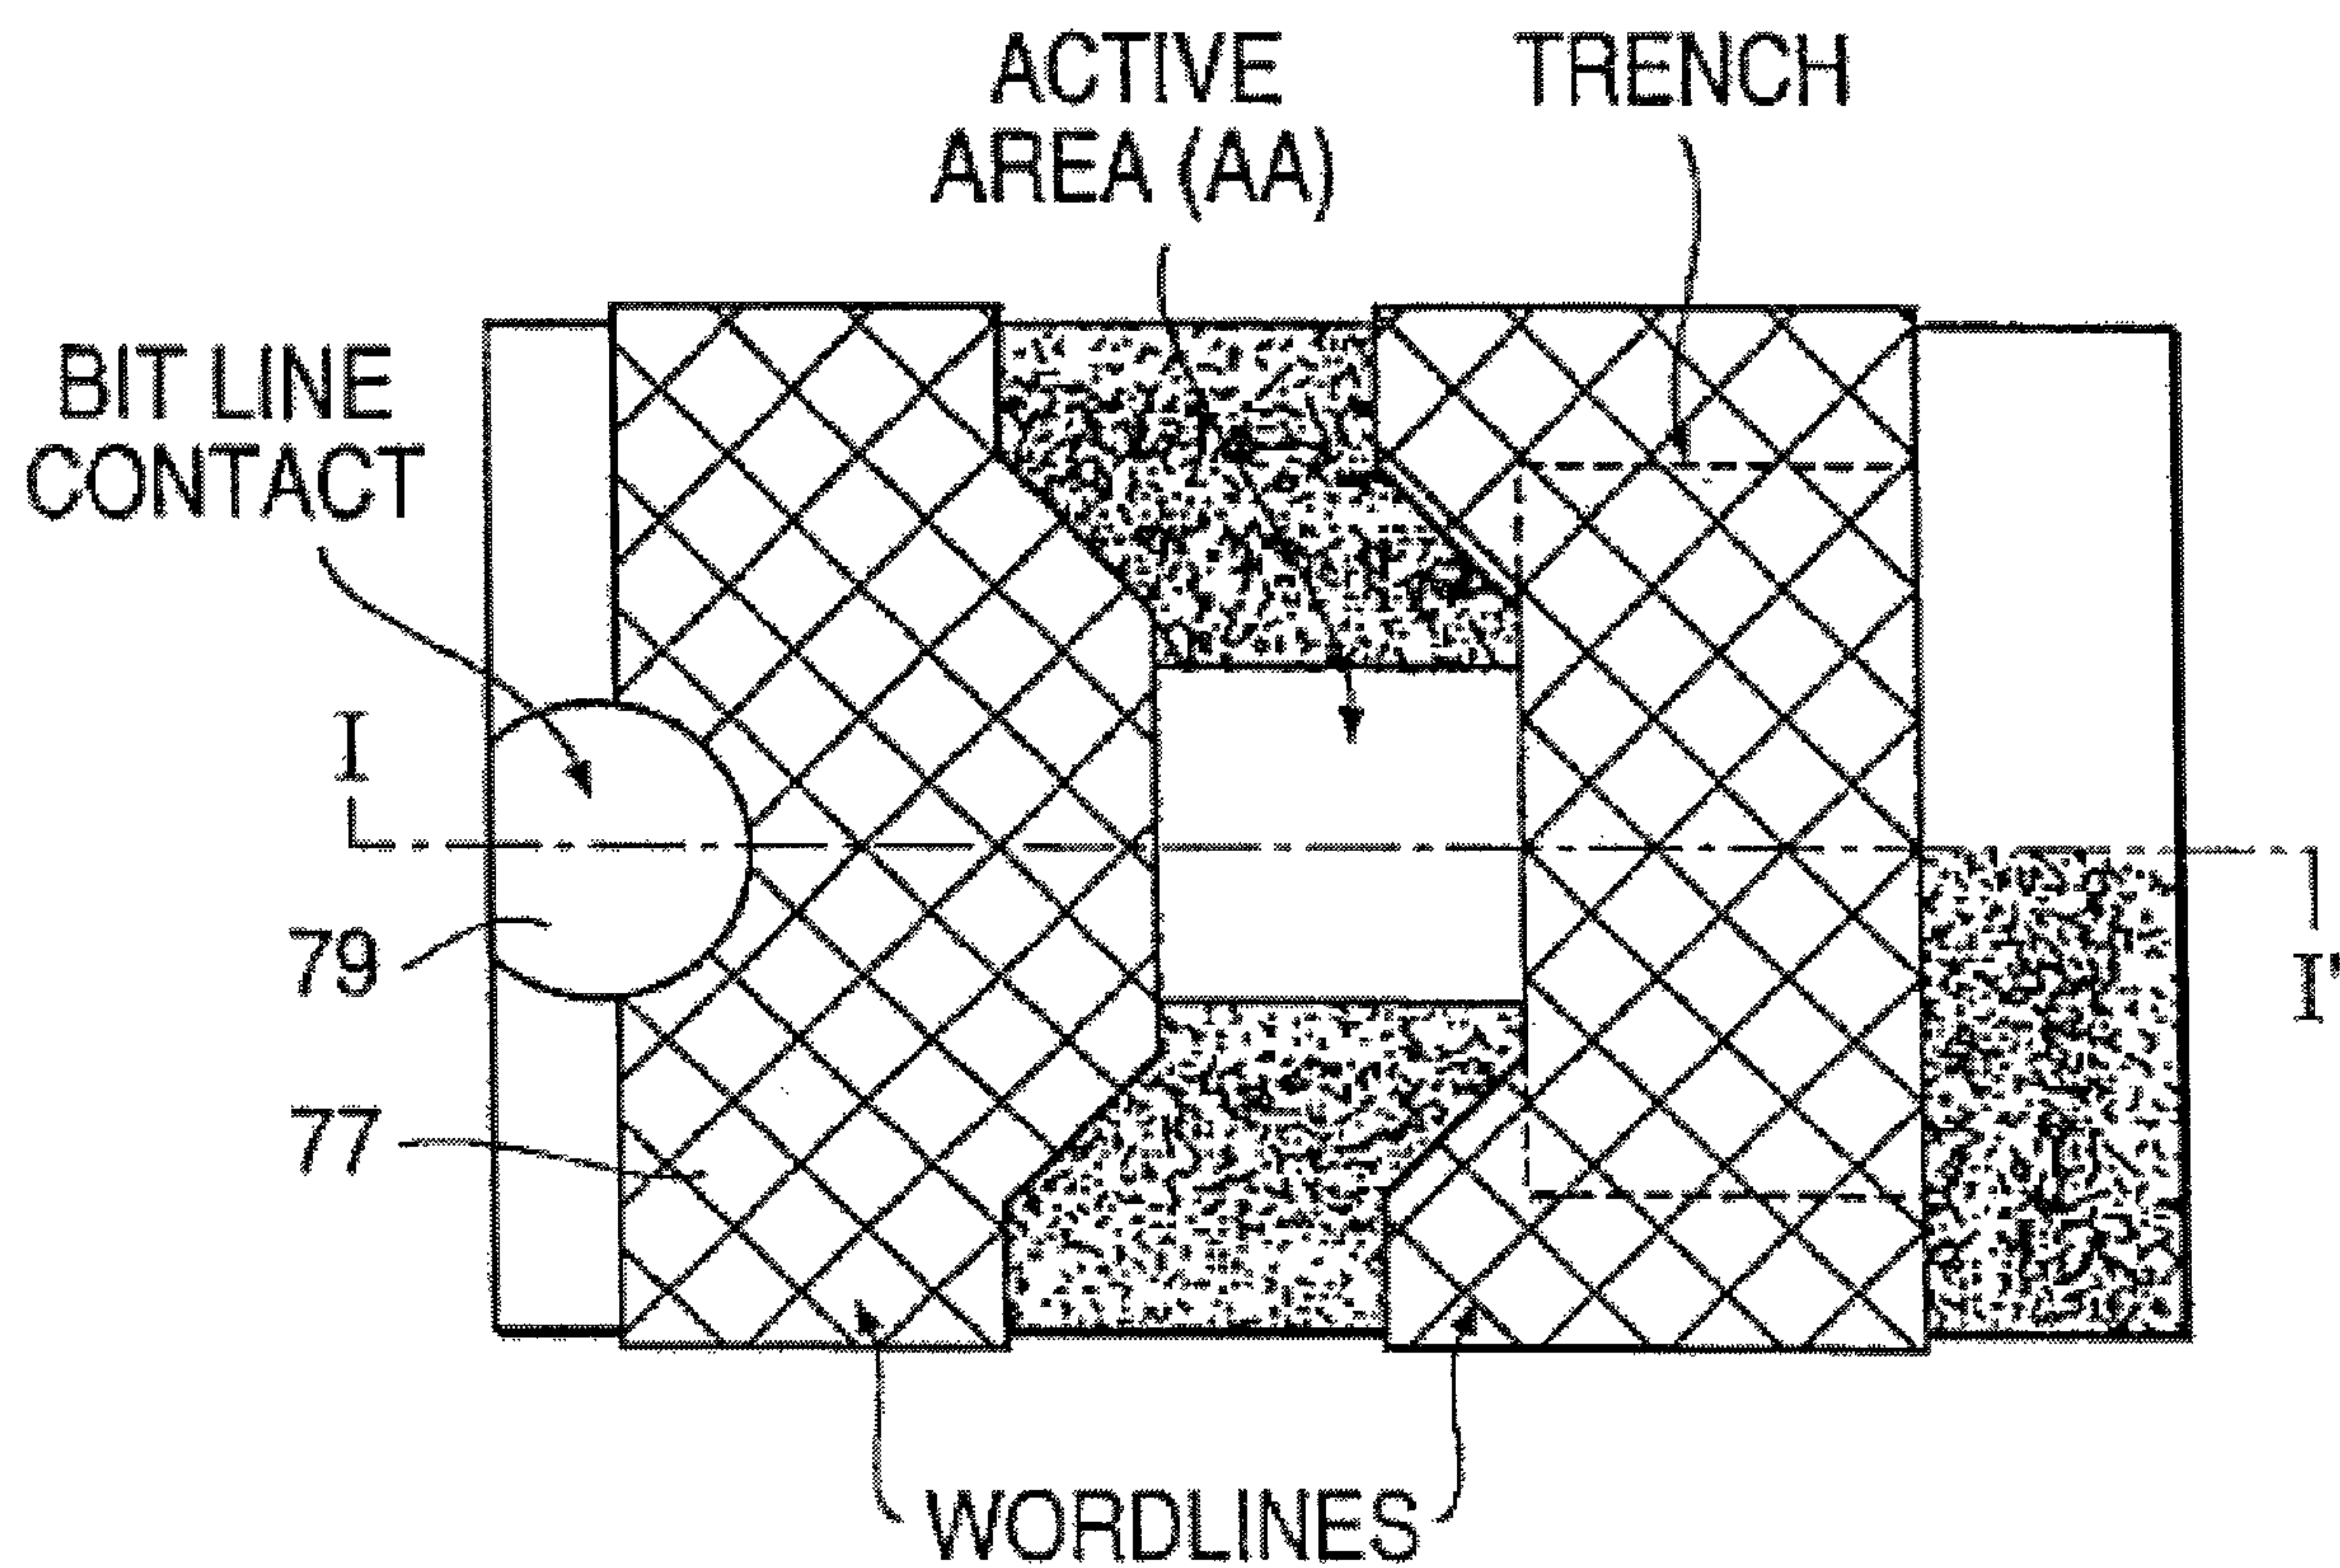 ACTIVE
AREA (AA)
TRENCH
BIT LINE
CONTACT
I
79
I'
77
WORDLINES